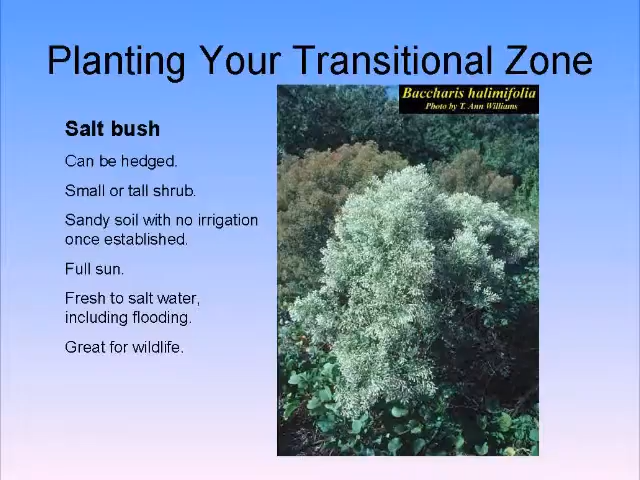 Planting Your Transitional Zone
Baccharis halimifolia
Photo by T. Ann Williams
Salt bush
Can be hedged.
Small or tall shrub.
Sandy soil with no irrigation
once established.
Full sun.
Fresh to salt water,
including flooding.
Great for wildlife.